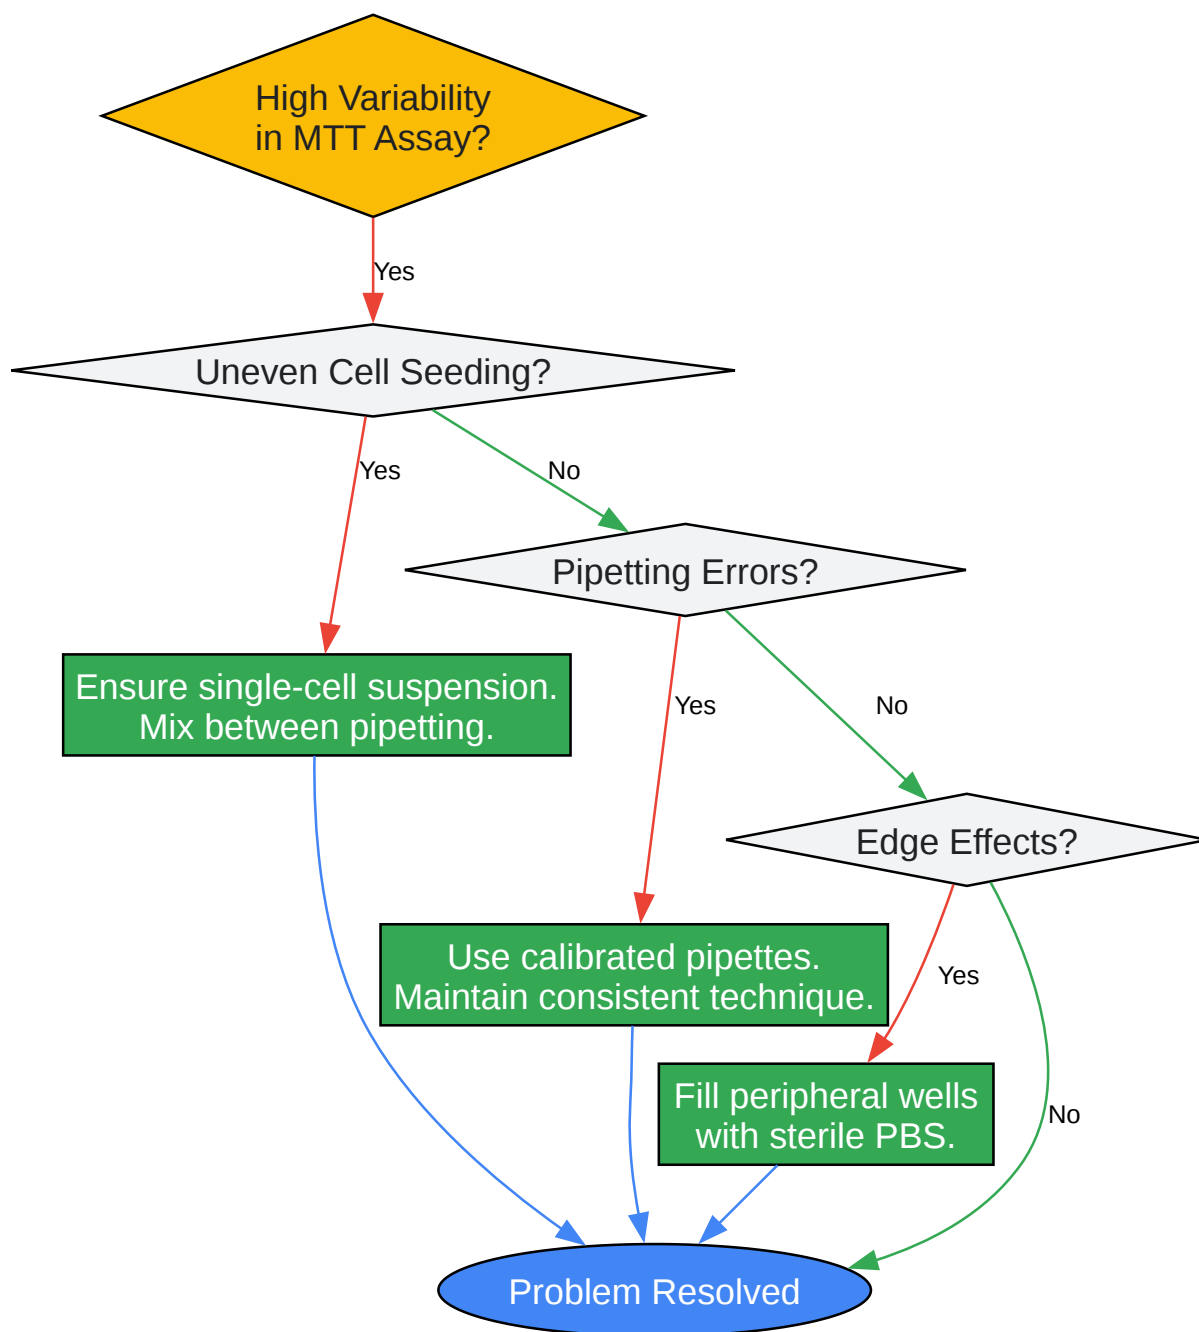 High Variability
in MTT Assay?
Yes
Uneven Cell Seeding?
Yes
No
Pipetting Errors?
Ensure single-cell suspension.
Mix between pipetting.
Yes
No
Edge Effects?
Use calibrated pipettes.
Maintain consistent technique.
Yes
Fill peripheral wells
with sterile PBS.
No
Problem Resolved